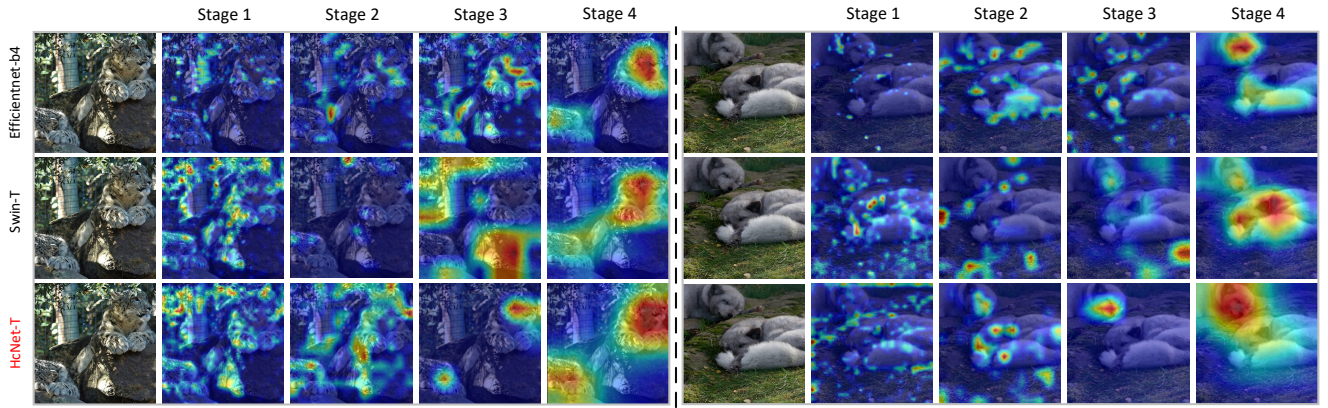 Stage 1 Stage 2 Stage 3 Stage 4 Stage 1 Stage 2 Stage 3 Stage 4
Efficientnet-b4
Swin-T
HcNet-T